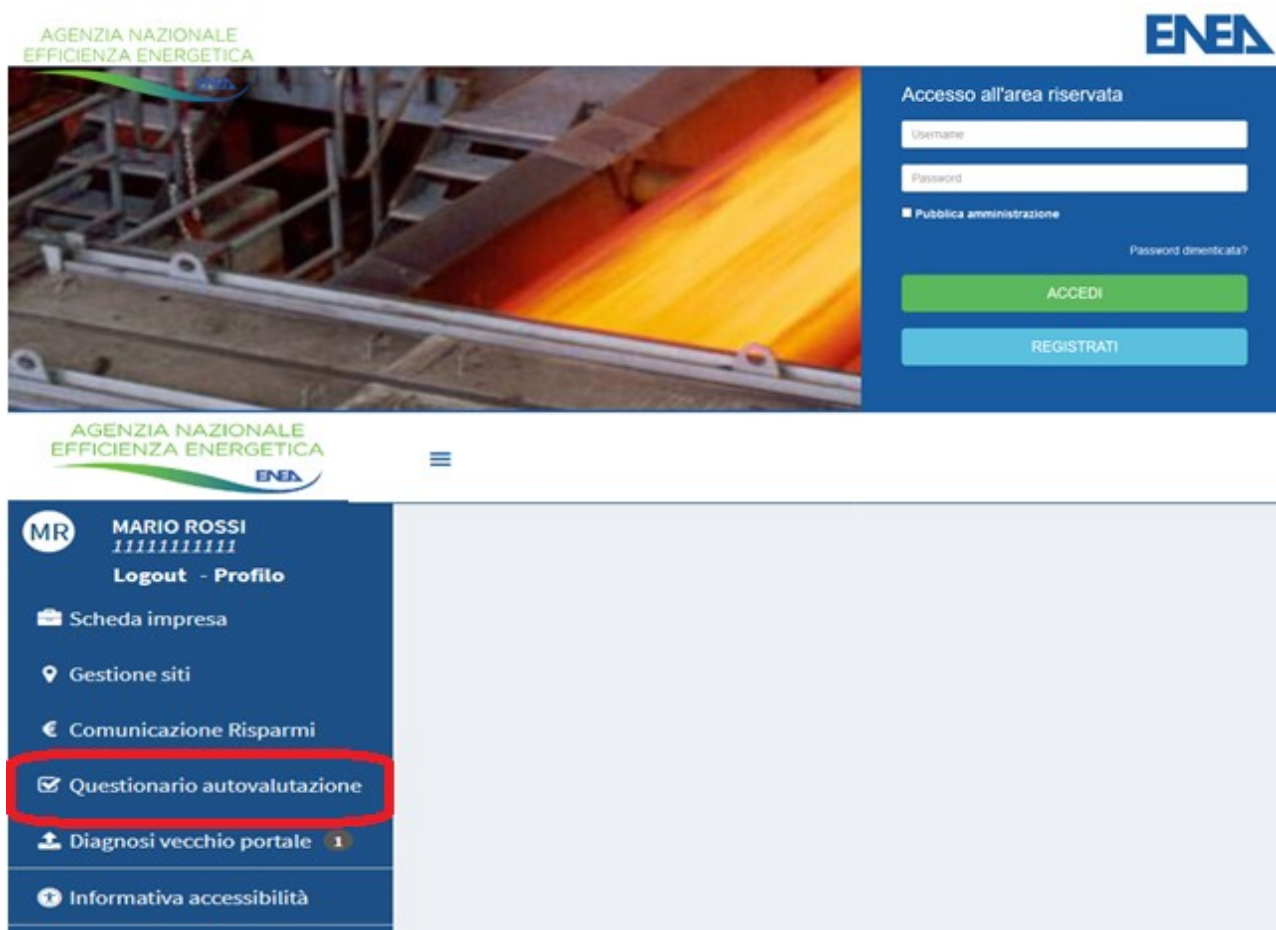 AGENZIA NAZIONALE
EFFICIENZA ENERGETICA
ENEA
ENEA
Accesso all'area riservata
Username
Password
Pubblica amministrazione
Password dimenticata?
ACCEDI
REGISTRATI
AGENZIA NAZIONALE
EFFICIENZA ENERGETICA
ENEA
MR
MARIO ROSSI
11111111111
Logout - Profilo
Scheda impresa
Gestione siti
€ Comunicazione Risparmi
Questionario autovalutazione
Diagnosi vecchio portale 1
Informativa accessibilità